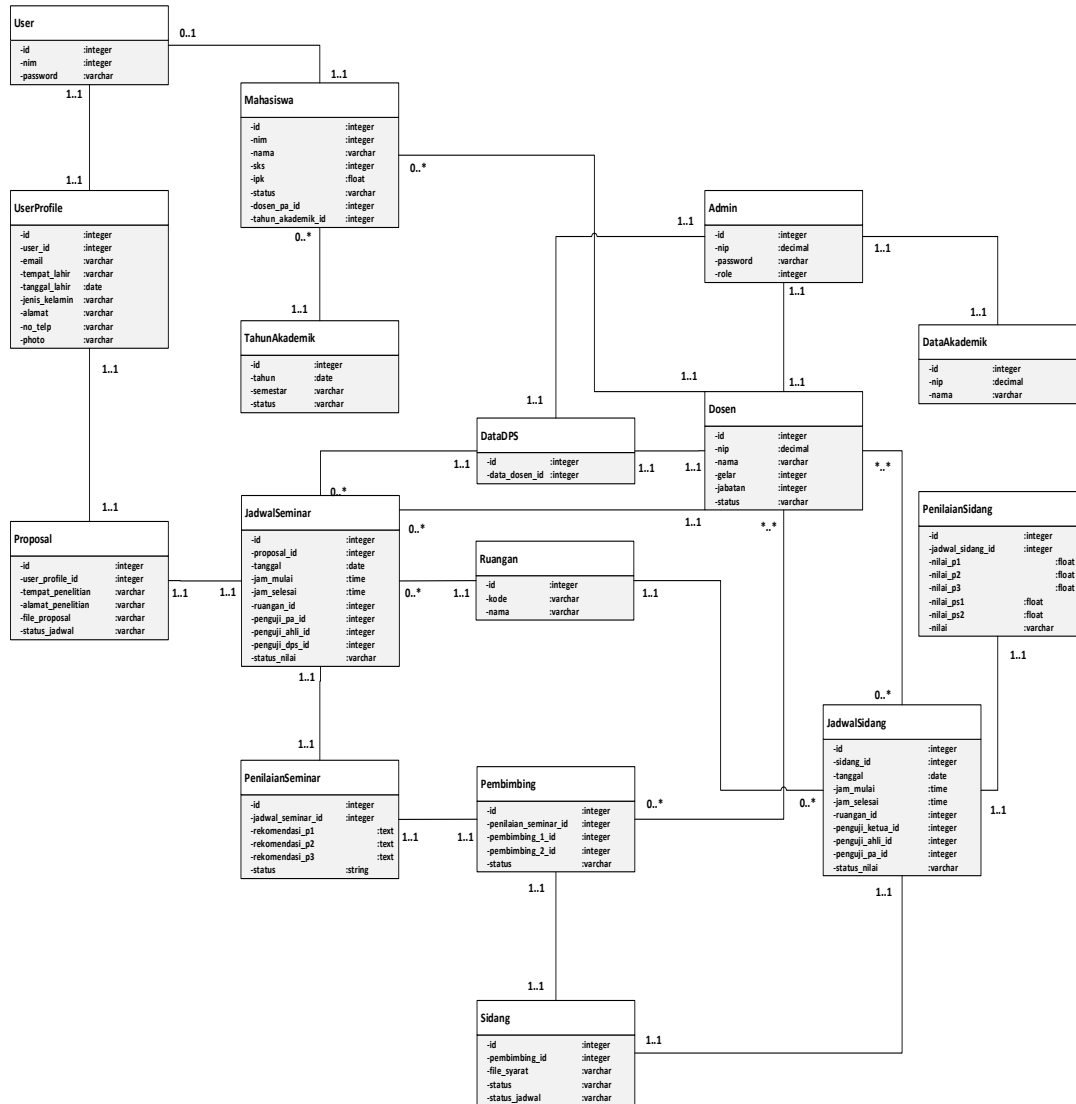 User
-id :integer
-nim :integer
-password :varchar
0..1
1..1
1..1
Mahasiswa
-id :integer
-nim :integer
-nama :varchar
-sks :integer
-ipk :float
-status :varchar
-dosen_pa_id :integer
-tahun_akademik_id :integer
0..*
0..*
1..1
UserProfile
-id :integer
-user_id :integer
-email :varchar
-tempat_lahir :varchar
-tanggal_lahir :date
-jenis_kelamin :varchar
-alamat :varchar
-no_telp :varchar
-photo :varchar
1..1
Admin
-id :integer
-nip :decimal
-password :varchar
-role :integer
1..1
1..1
1..1
1..1
TahunAkademik
-id :integer
-tahun :date
-semestar :varchar
-status :varchar
1..1
DataAkademik
-id :integer
-nip :decimal
-nama :varchar
1..1
1..1
Dosen
-id :integer
-nip :decimal
-nama :varchar
-gelar :integer
-jabatan :integer
-status :varchar
1..1
DataDPS
-id :integer
-data_dosen_id :integer
1..1
1..1
1..1
*..*
1..1
*..*
0..*
JadwalSeminar
-id :integer
-proposal_id :integer
-tanggal :date
-jam_mulai :time
-jam_selesai :time
-ruangan_id :integer
-penguji_pa_id :integer
-penguji_ahli_id :integer
-penguji_dps_id :integer
-status_nilai :varchar
0..*
0..*
1..1
1..1
PenilaianSidang
-id :integer
-jadwal_sidang_id :integer
-nilai_p1 :float
-nilai_p2 :float
-nilai_p3 :float
-nilai_ps1 :float
-nilai_ps2 :float
-nilai :varchar
1..1
1..1
Proposal
-id :integer
-user_profile_id :integer
-tempat_penelitian :varchar
-alamat_penelitian :varchar
-file_proposal :varchar
-status_jadwal :varchar
1..1
Ruangan
-id :integer
-kode :varchar
-nama :varchar
1..1
1..1
0..*
JadwalSidang
-id :integer
-sidang_id :integer
-tanggal :date
-jam_mulai :time
-jam_selesai :time
-ruangan_id :integer
-penguji_ketua_id :integer
-penguji_ahli_id :integer
-penguji_pa_id :integer
-status_nilai :varchar
0..*
1..1
1..1
1..1
PenilaianSeminar
-id :integer
-jadwal_seminar_id :integer
-rekomendasi_p1 :text
-rekomendasi_p2 :text
-rekomendasi_p3 :text
-status :string
1..1
1..1
Pembimbing
-id :integer
-penilaian_seminar_id :integer
-pembimbing_1_id :integer
-pembimbing_2_id :integer
-status :varchar
0..*
1..1
1..1
Sidang
-id :integer
-pembimbing_id :integer
-file_syarat :varchar
-status :varchar
-status_jadwal :varchar
1..1